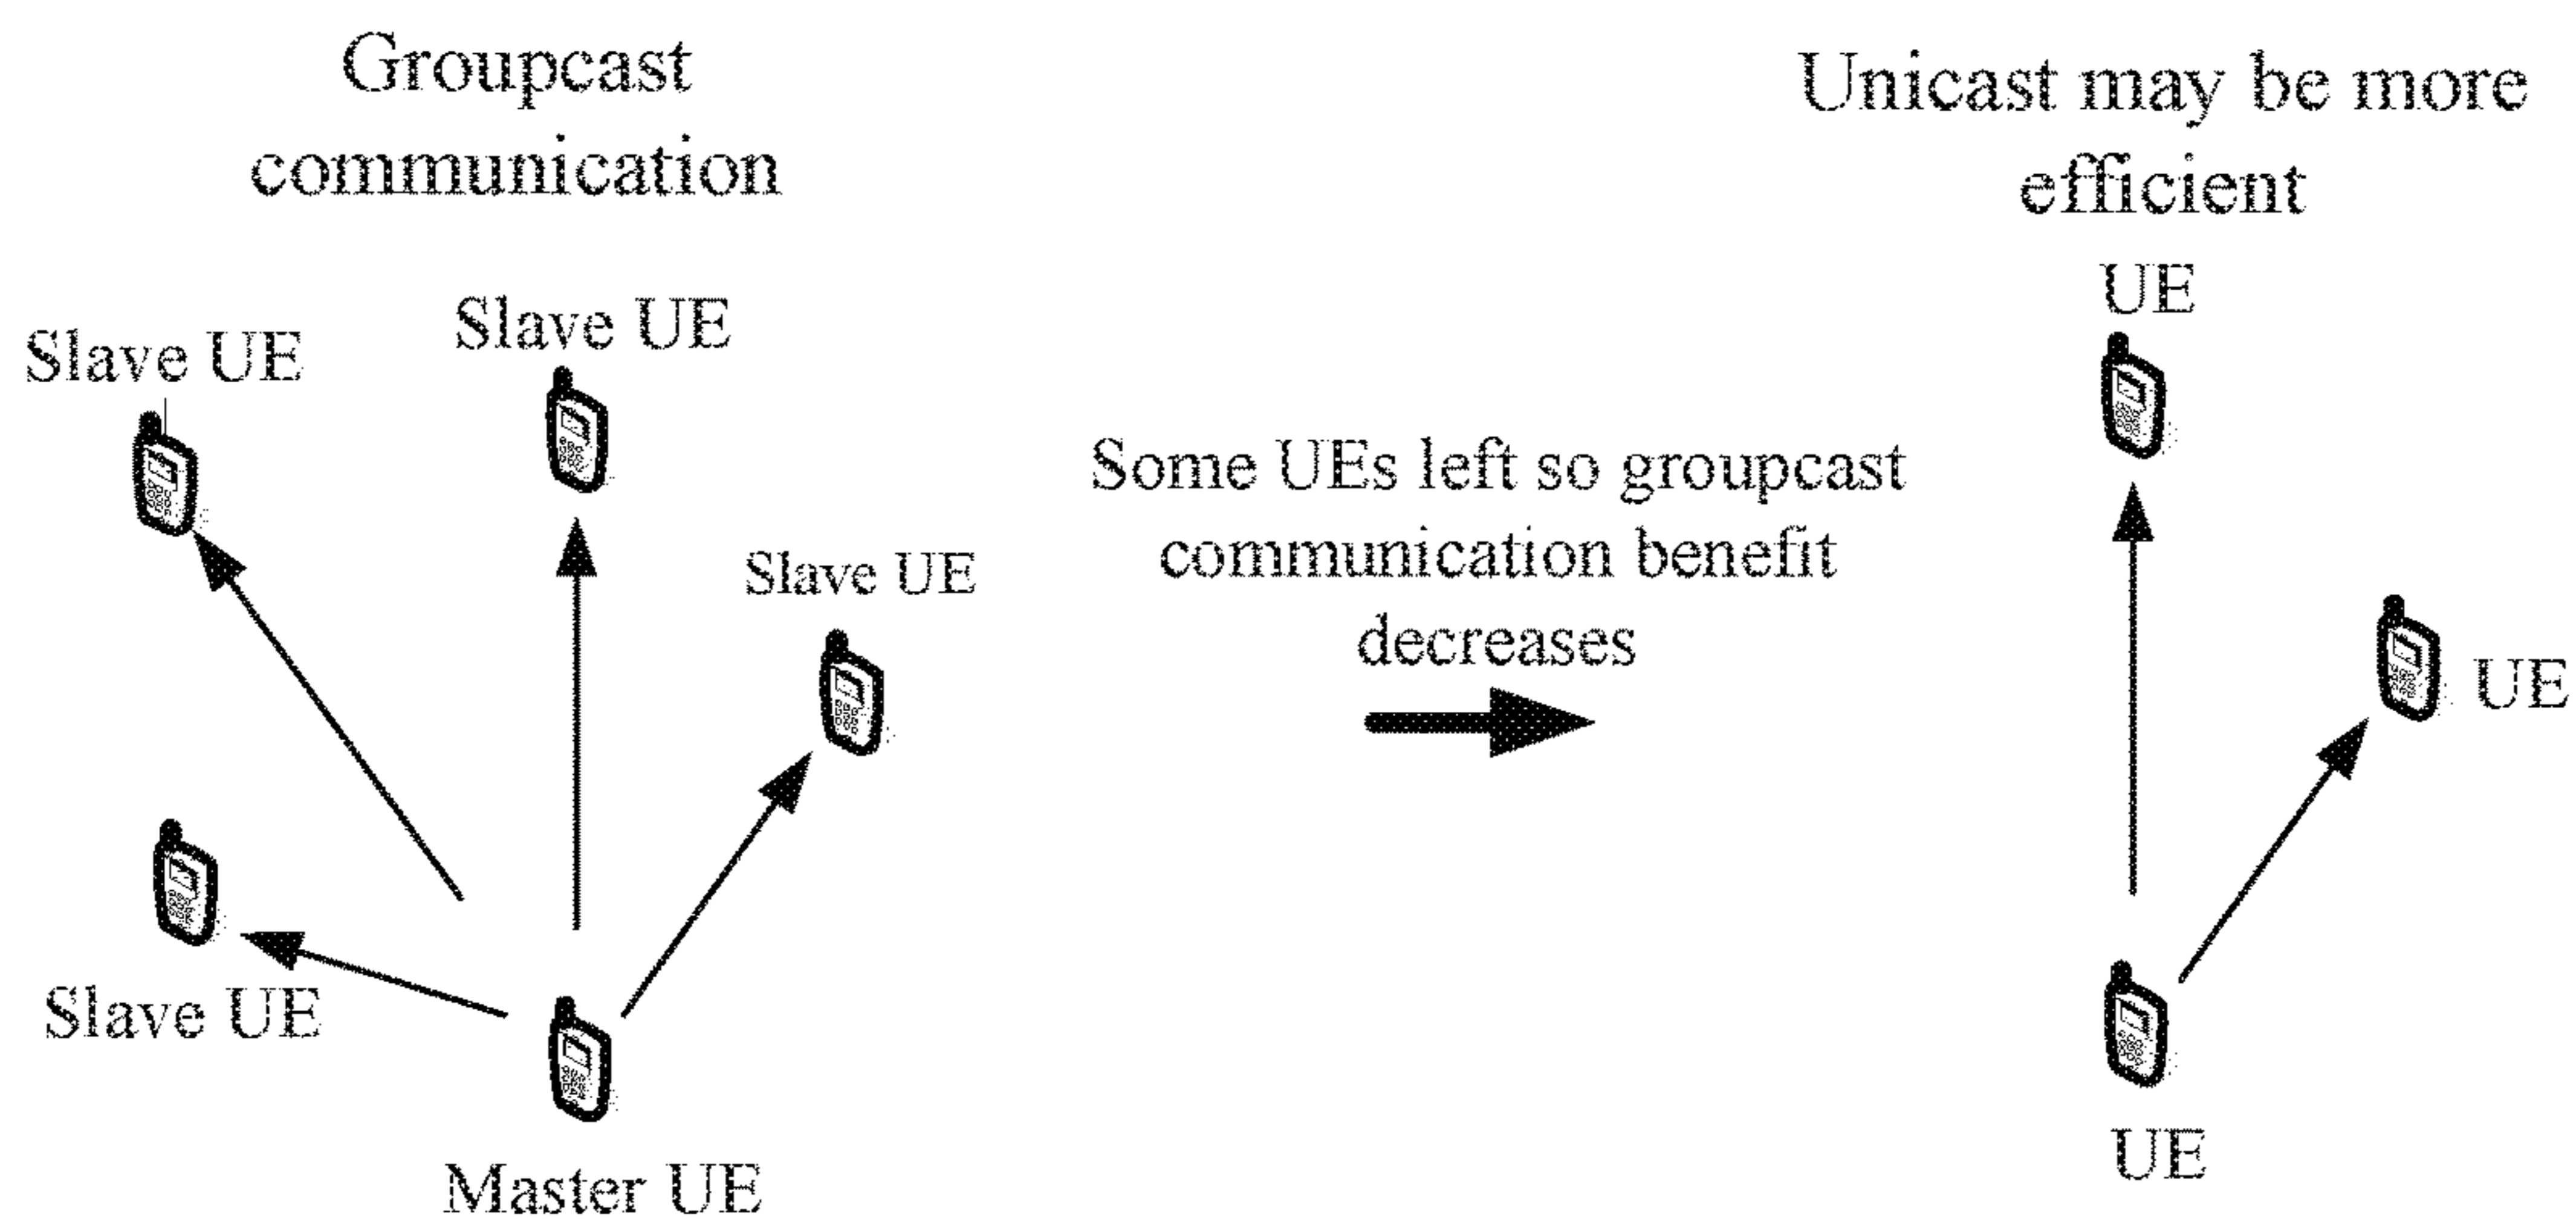 Groupcast
communication
Slave UE
Slave UE
Slave UE
Slave UE
Master UE
Some UEs left so groupcast
communication benefit
decreases
Unicast may be more
efficient
UE
UE
UE